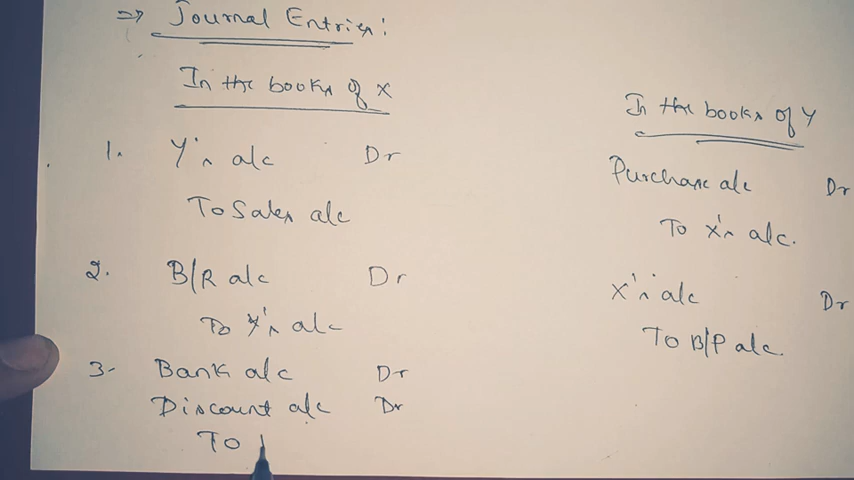 ⇒ Journal Entries:
In the books of X
1. Y's a/c Dr
To Sales a/c
2. B/R a/c Dr
To Y's a/c
3- Bank a/c Dr
Discount a/c Dr
To
In the books of Y
Purchase a/c Dr
To X's a/c.
X's a/c Dr
To B/P a/c.